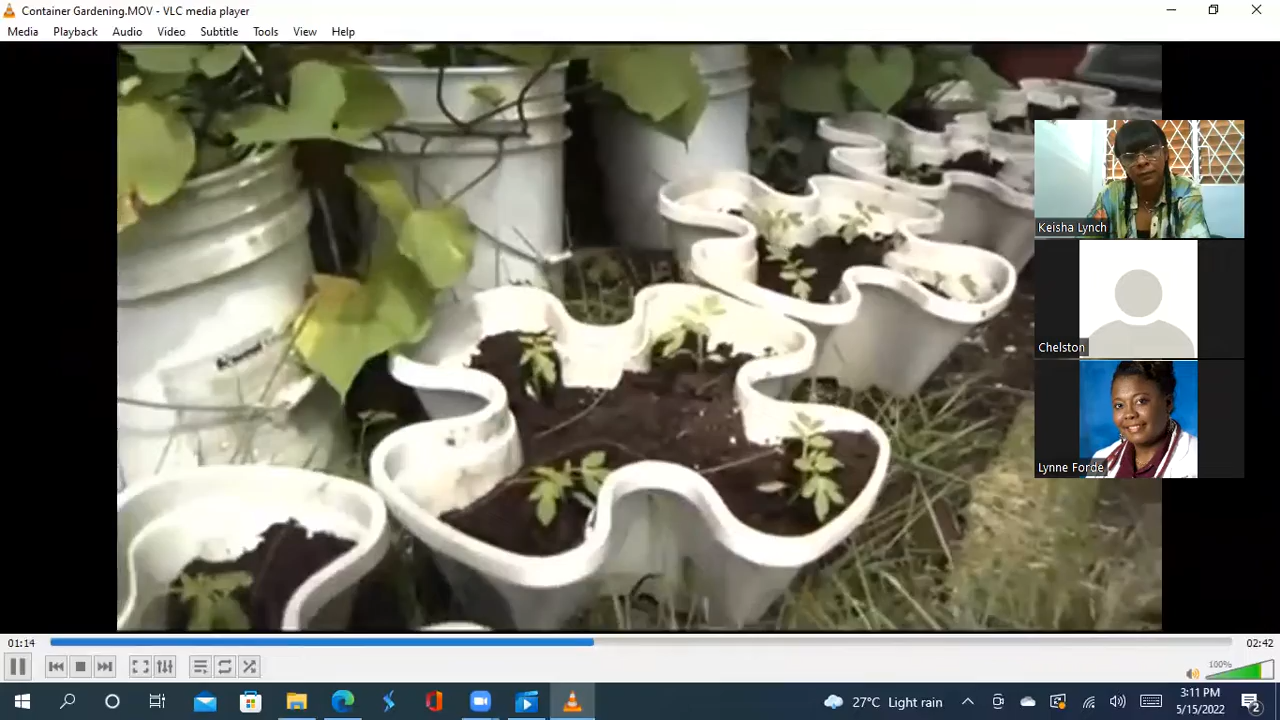 Container Gardening.MOV - VLC media player
Media Playback Audio Video Subtitle Tools View Help
Keisha Lynch
Chelston
Lynne Forde
01:14
02:42
100%
27°C Light rain
3:11 PM
5/15/2022
2